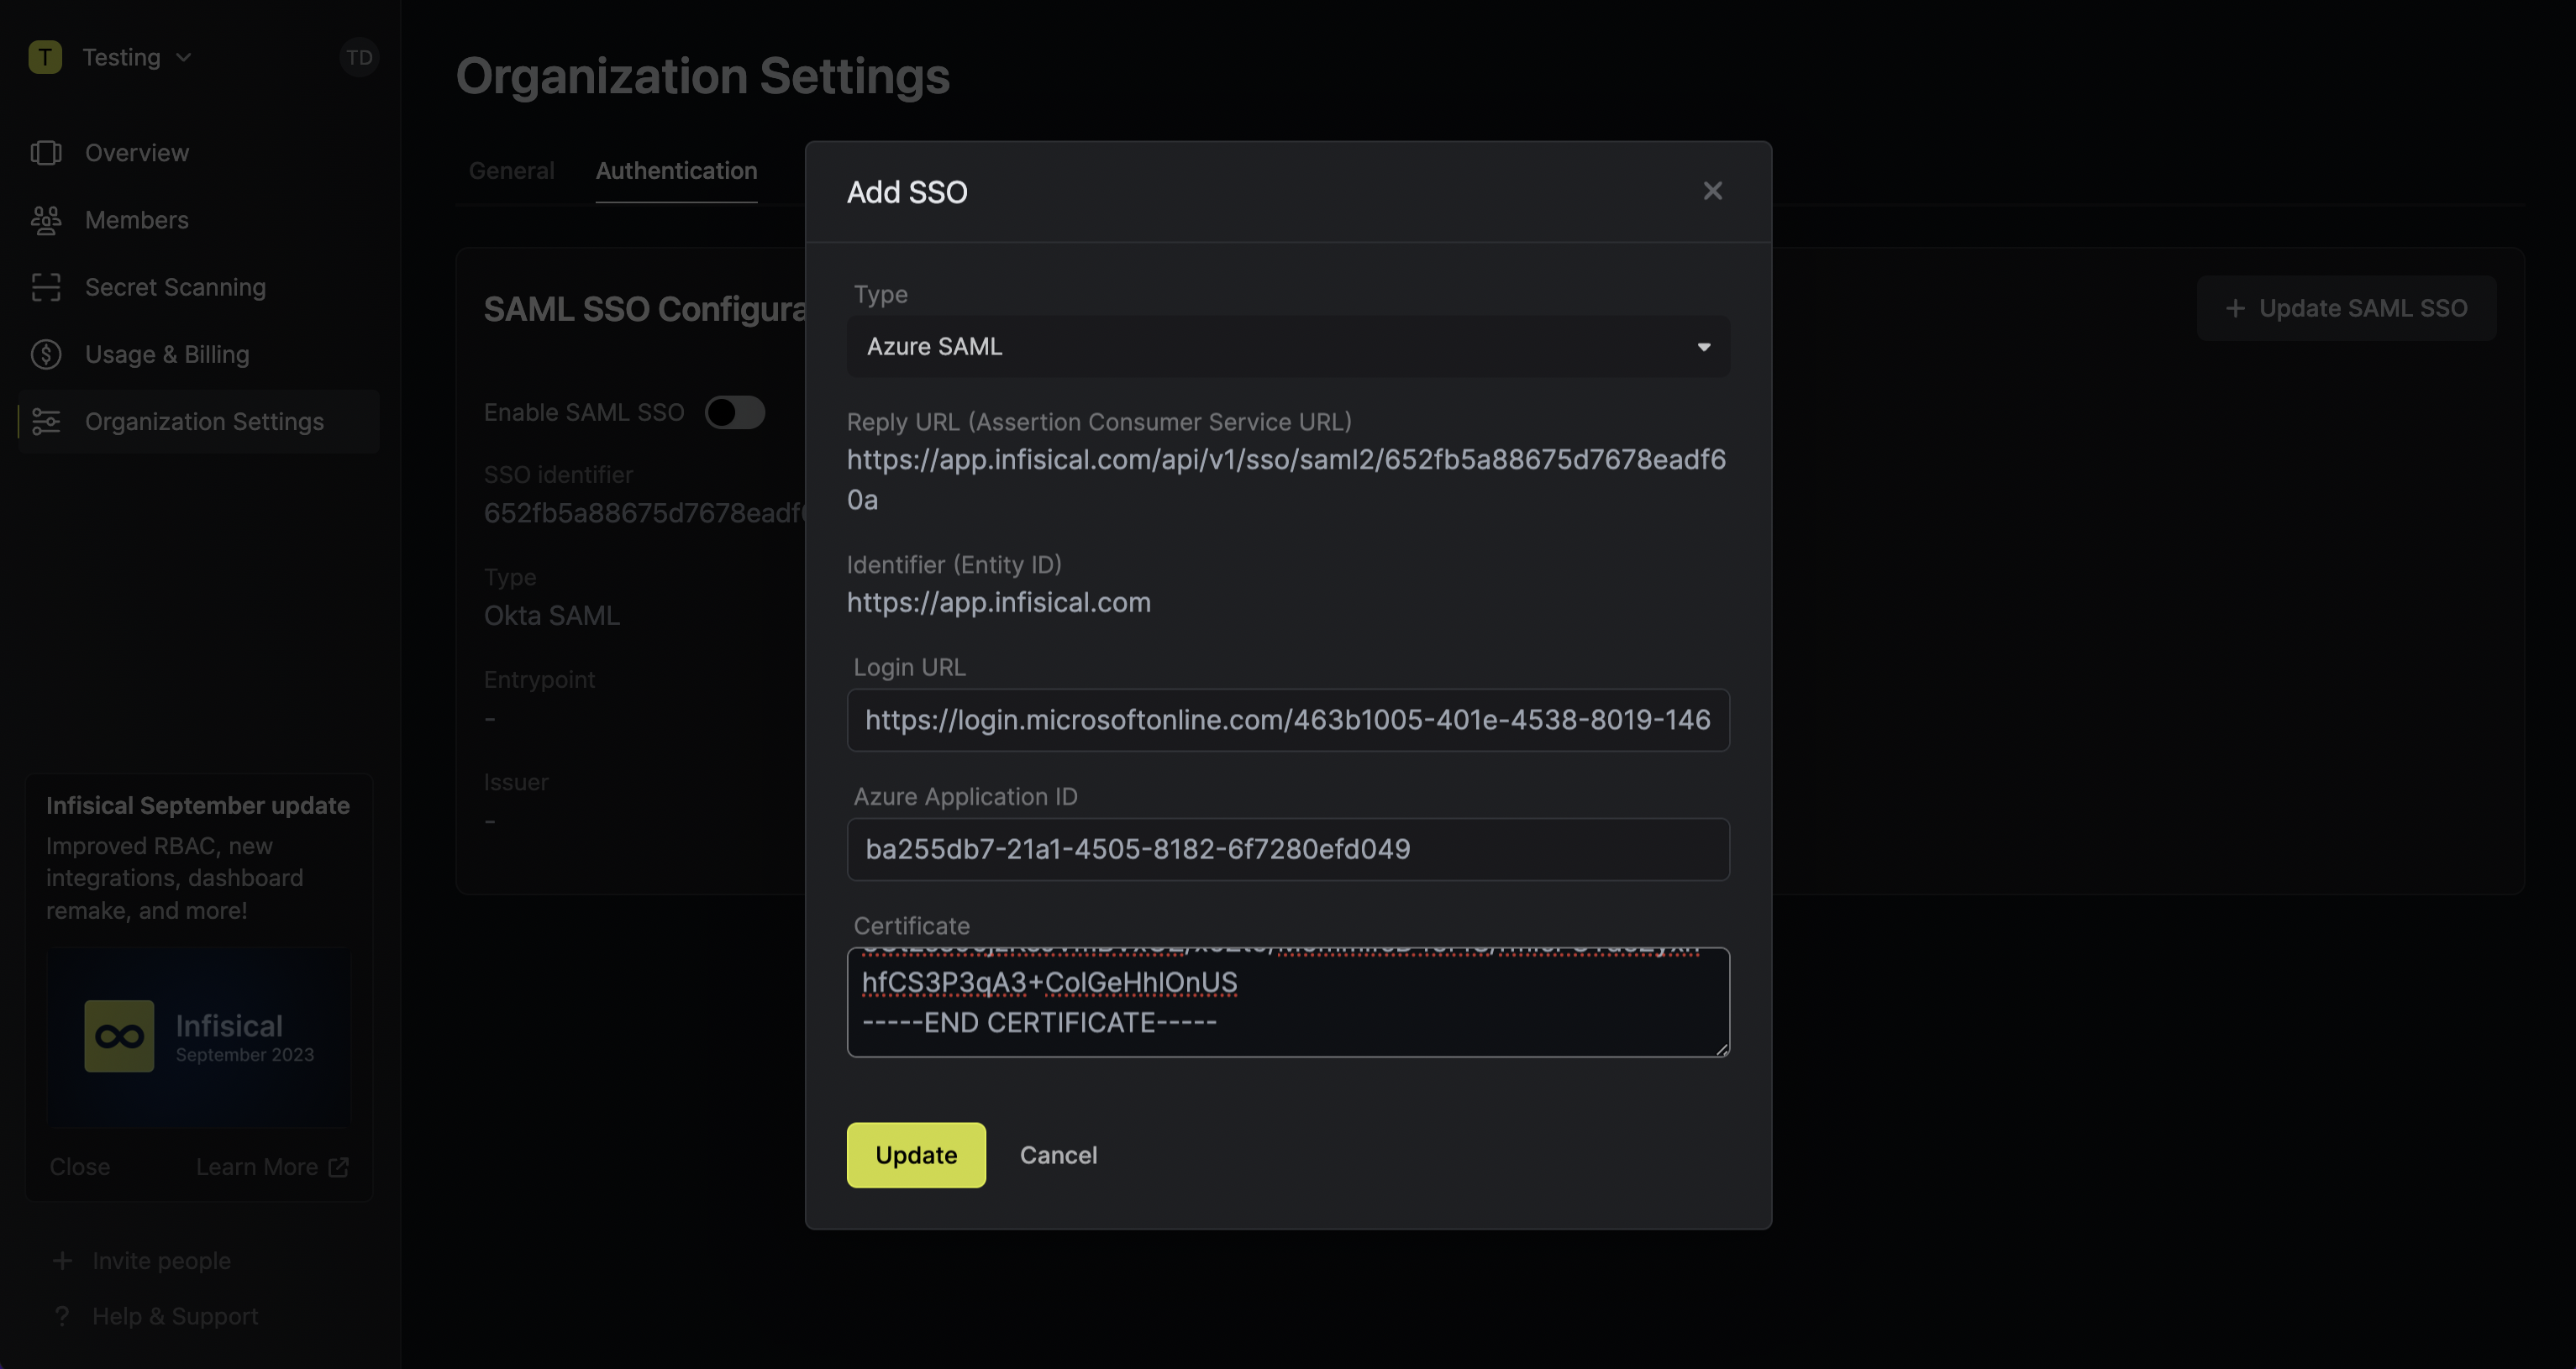 T Testing TD
Overview
Members
Secret Scanning
Usage & Billing
Organization Settings
Infisical September update
Improved RBAC, new
integrations, dashboard
remake, and more!
Infisical
September 2023
Close Learn More
Invite people
Help & Support
Organization Settings
General Authentication
SAML SSO Configura
+ Update SAML SSO
Enable SAML SSO
SSO identifier
652fb5a88675d7678eadf
Type
Okta SAML
Entrypoint
-
Issuer
-
Add SSO
Type
Azure SAML
Reply URL (Assertion Consumer Service URL)
https://app.infisical.com/api/v1/sso/saml2/652fb5a88675d7678eadf6
0a
Identifier (Entity ID)
https://app.infisical.com
Login URL
https://login.microsoftonline.com/463b1005-401e-4538-8019-146
Azure Application ID
ba255db7-21a1-4505-8182-6f7280efd049
Certificate
hfCS3P3qA3+ColGeHhlOnUS
-----END CERTIFICATE-----
Update Cancel